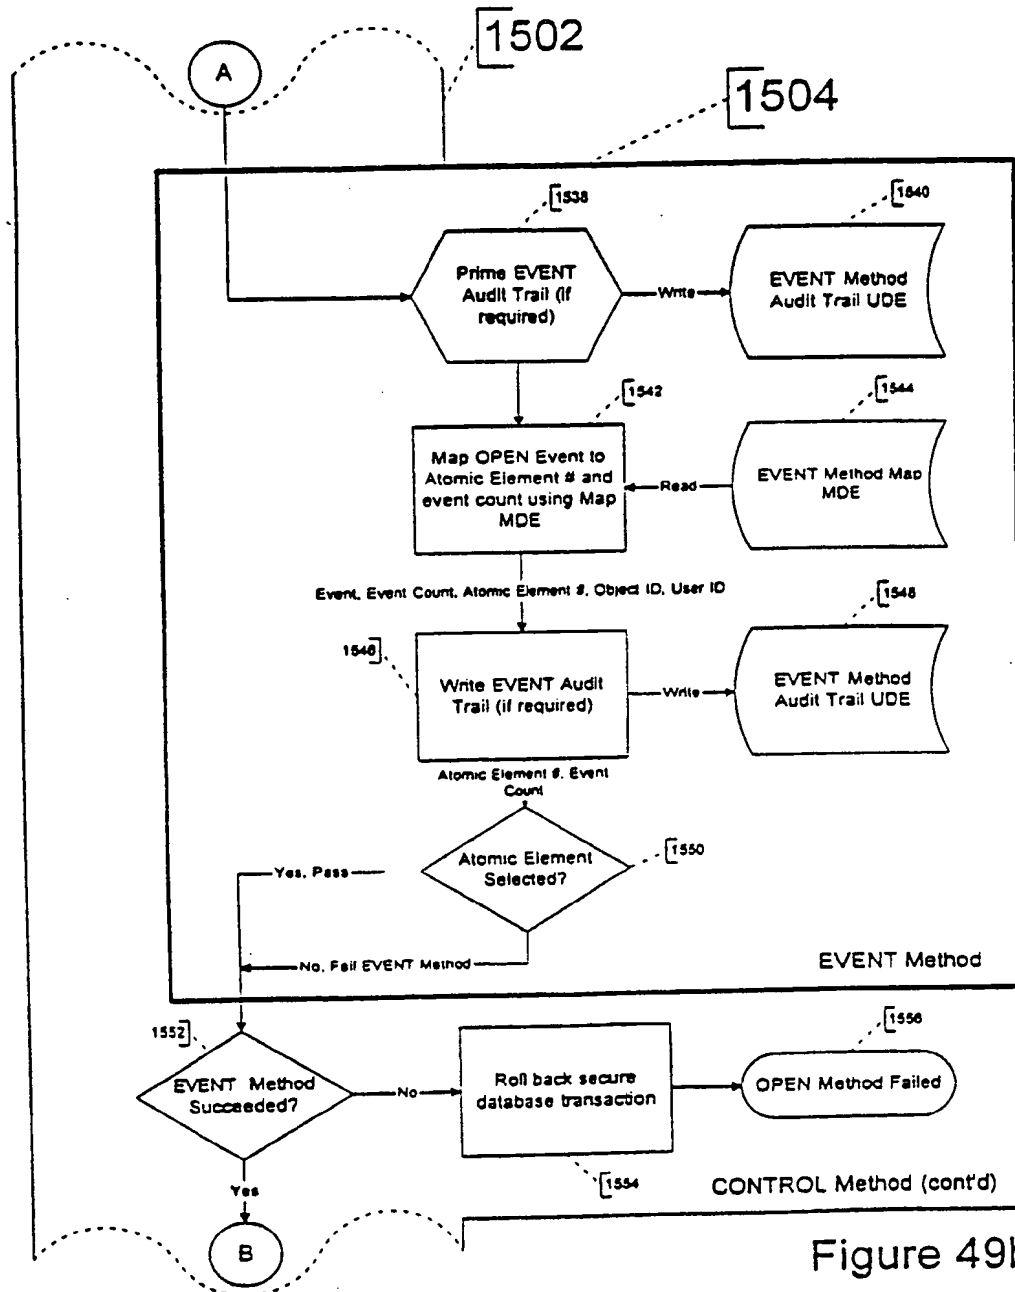 1502
A
1504
1538
1540
Prime EVENT
Audit Trail (if
required)
Write
EVENT Method
Audit Trail UDE
1542
1544
Map OPEN Event to
Atomic Element # and
event count using Map
MDE
Read
EVENT Method Map
MDE
Event, Event Count, Atomic Element #, Object ID, User ID
1548
1546
Write EVENT Audit
Trail (if required)
Write
EVENT Method
Audit Trail UDE
Atomic Element #, Event
Count
1550
Atomic Element
Selected?
Yes, Pass
No, Fail EVENT Method
EVENT Method
1552
1556
EVENT Method
Succeeded?
No
Roll back secure
database transaction
OPEN Method Failed
1554
Yes
CONTROL Method (cont'd)
B
Figure 49b